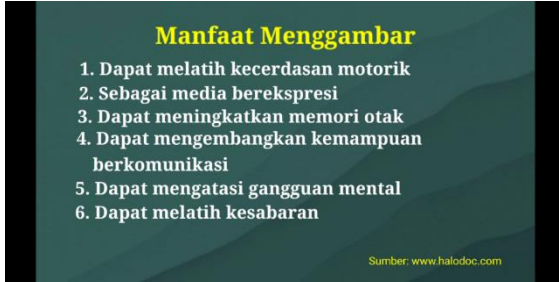 Manfaat Menggambar
1. Dapat melatih kecerdasan motorik
2. Sebagai media berekspresi
3. Dapat meningkatkan memori otak
4. Dapat mengembangkan kemampuan
berkomunikasi
5. Dapat mengatasi gangguan mental
6. Dapat melatih kesabaran
Sumber: www.halodoc.com